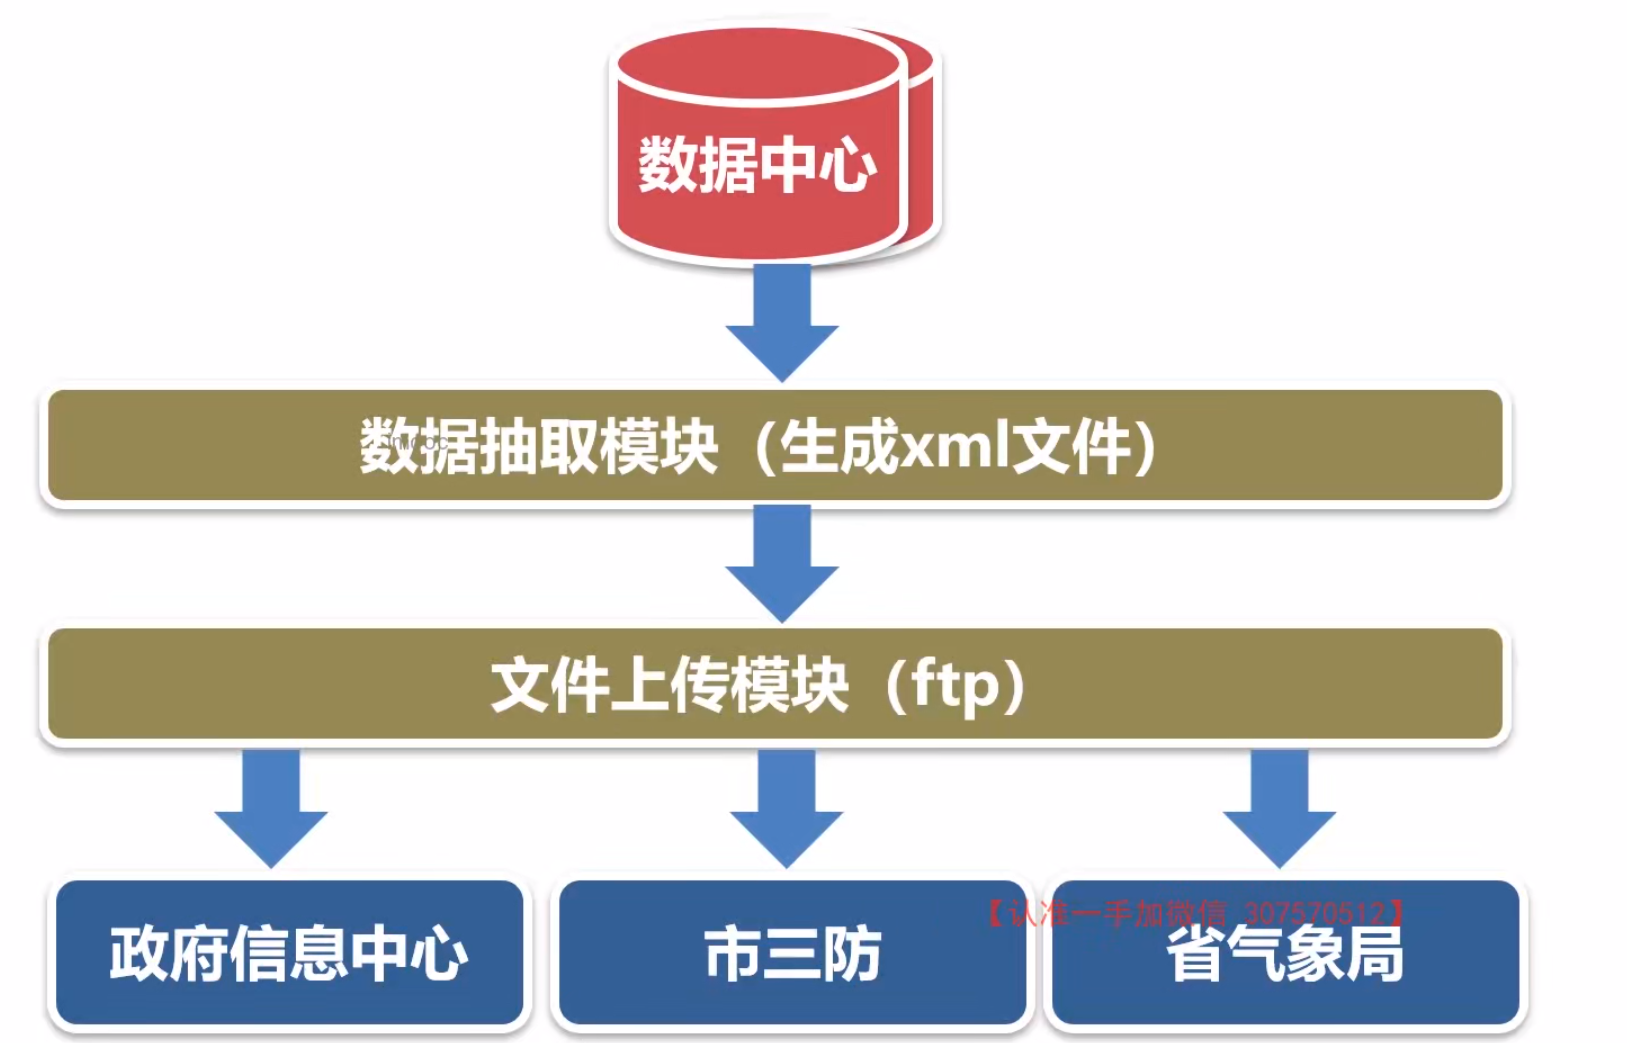 数据中心
数据抽取模块（生成xml文件）
文件上传模块（ftp）
【认准一手加微信 307570512】
政府信息中心
市三防
省气象局